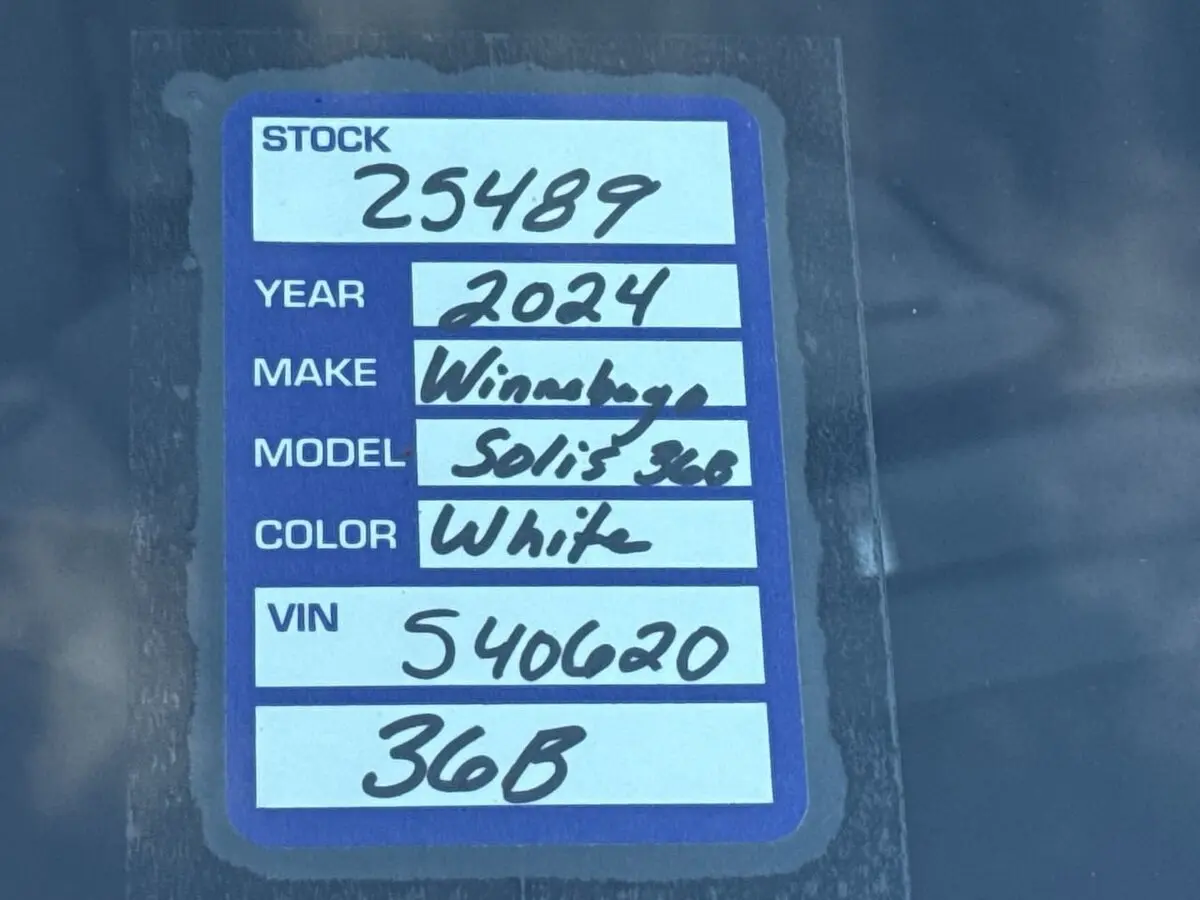 STOCK
25489
YEAR 2024
MAKE Winnebago
MODEL Solis 36B
COLOR White
VIN 540620
36B